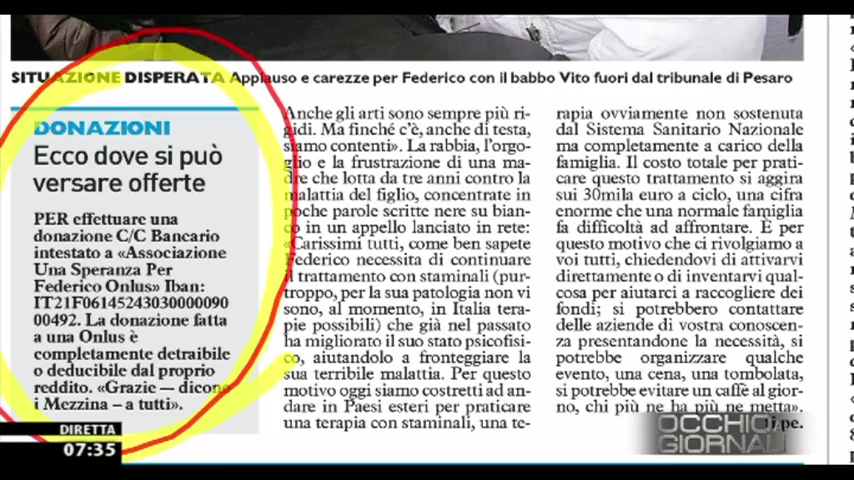 SITUAZIONE DISPERATA Applauso e carezze per Federico con il babbo Vito fuori dal tribunale di Pesaro
DONAZIONI
Ecco dove si può
versare offerte
PER effettuare una
donazione C/C Bancario
intestato a «Associazione
Una Speranza Per
Federico Onlus» Iban:
IT21F06145243030000090
00492. La donazione fatta
a una Onlus è
completamente detraibile
o deducibile dal proprio
reddito. «Grazie — dicono
i Mezzina – a tutti».
Anche gli arti sono sempre più ri-
gidi. Ma finché c'è, anche di testa,
siamo contenti». La rabbia, l'orgo-
glio e la frustrazione di una ma-
dre che lotta da tre anni contro la
malattia del figlio, concentrate in
poche parole scritte nere su bian-
co in un appello lanciato in rete:
«Carissimi tutti, come ben sapete
Federico necessita di continuare
il trattamento con staminali (pur-
troppo, per la sua patologia non vi
sono, al momento, in Italia tera-
pie possibili) che già nel passato
ha migliorato il suo stato psicofisi-
co, aiutandolo a fronteggiare la
sua terribile malattia. Per questo
motivo oggi siamo costretti ad an-
dare in Paesi esteri per praticare
una terapia con staminali, una te-
rapia ovviamente non sostenuta
dal Sistema Sanitario Nazionale
ma completamente a carico della
famiglia. Il costo totale per prati-
care questo trattamento si aggira
sui 30mila euro a ciclo, una cifra
enorme che una normale famiglia
fa difficoltà ad affrontare. E per
questo motivo che ci rivolgiamo a
voi tutti, chiedendovi di attivarvi
direttamente o di inventarvi qual-
cosa per aiutarci a raccogliere dei
fondi; si potrebbero contattare
delle aziende di vostra conoscen-
za presentandone la necessità, si
potrebbe organizzare qualche
evento, una cena, una tombolata,
si potrebbe evitare un caffè al gior-
no, chi più ne ha più ne metta».
DIRETTA
07:35
OCCHIO
GIORNALI